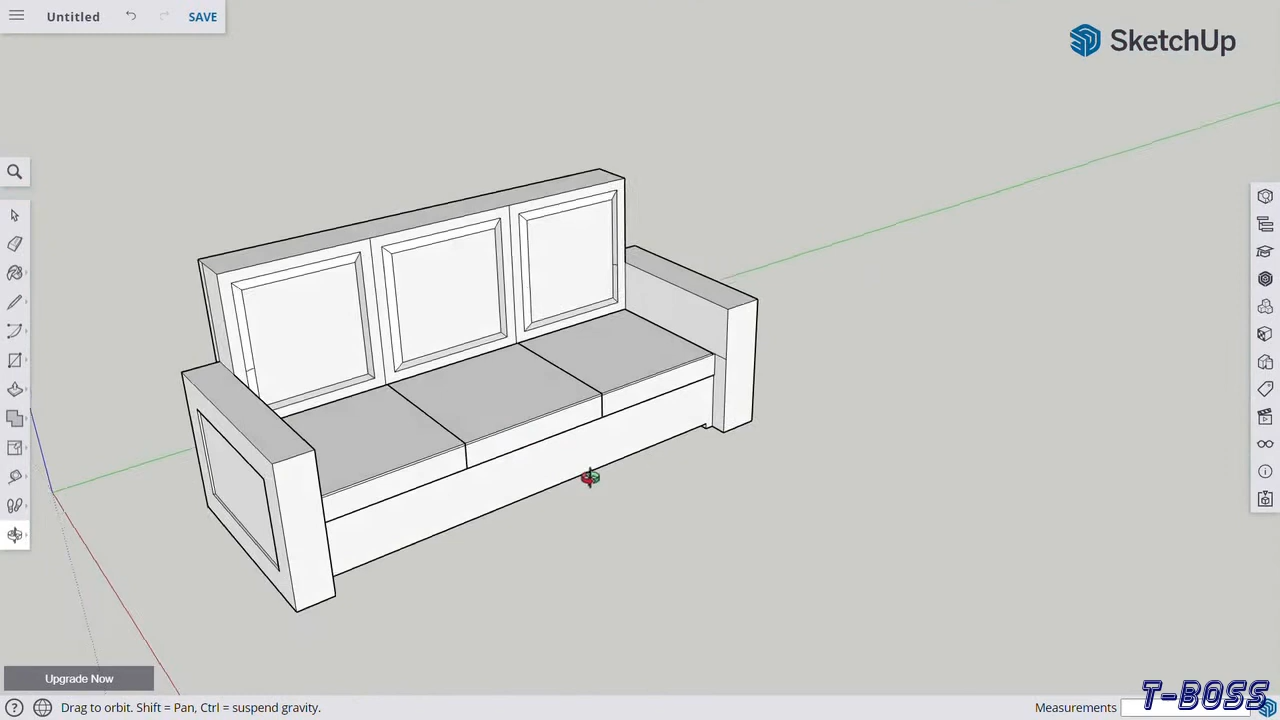 Untitled
SAVE
SketchUp
Upgrade Now
Drag to orbit. Shift = Pan, Ctrl = suspend gravity.
Measurements
T-BOSS